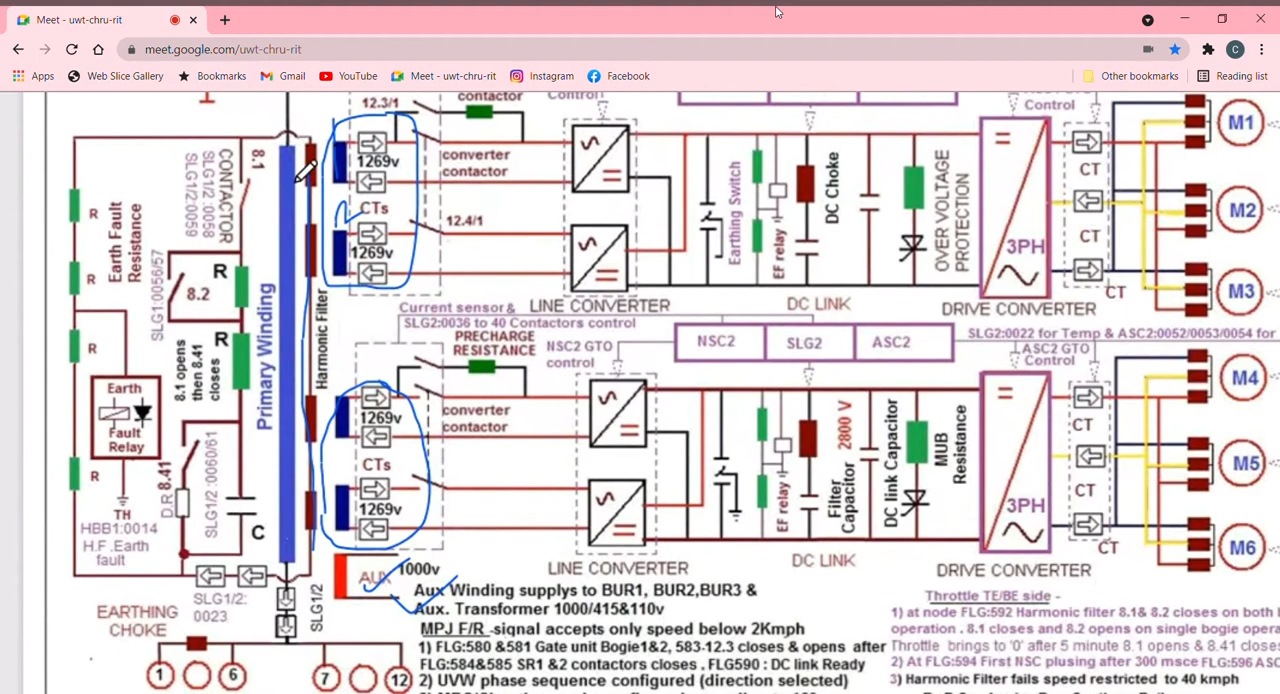 Meet - uwt-chru-rit
meet.google.com/uwt-chru-rit
Apps Web Slice Gallery Bookmarks Gmail YouTube Meet - uwt-chru-rit Instagram Facebook Other bookmarks Reading list
12.3/1
contactor
Control
Control
1269v
CTs
1269v
converter
contactor
12.4/1
LINE CONVERTER
Earthing Switch
EF relay
DC Choke
OVER VOLTAGE
PROTECTION
DC LINK
3PH
DRIVE CONVERTER
CT
CT
CT
M1
M2
M3
8.1
CONTACTOR
SLG1/2 :0058
SLG1/2 :0059
R
R
R
R
Earth Fault
Resistance
SLG1:0056/57
8.2
R
R
8.1 opens
then 8.41
closes
Primary Winding
Harmonic Filter
Earth
Fault
Relay
TH
HBB1:0014
H.F .Earth
fault
D.R 8.41
SLG1/2 :0060/61
C
SLG1/2:
0023
EARTHING
CHOKE
SLG1/2
1 6 7 12
Current sensor &
SLG2:0036 to 40 Contactors control
PRECHARGE
RESISTANCE
NSC2 GTO
control
NSC2 SLG2 ASC2
SLG2:0022 for Temp & ASC2:0052/0053/0054 for
ASC2 GTO
Control
1269v
CTs
1269v
converter
contactor
LINE CONVERTER
EF relay
Filter
Capacitor
2800 V
DC link Capacitor
MUB
Resistance
DC LINK
3PH
DRIVE CONVERTER
CT
CT
CT
M4
M5
M6
AUX 1000v
Aux Winding supplys to BUR1, BUR2,BUR3 &
Aux. Transformer 1000/415&110v
MPJ F/R -signal accepts only speed below 2Kmph
1) FLG:580 &581 Gate unit Bogie1&2, 583-12.3 closes & opens after
FLG:584&585 SR1 &2 contactors closes . FLG590 : DC link Ready
2) UVW phase sequence configured (direction selected)
Throttle TE/BE side -
1) at node FLG:592 Harmonic filter 8.1& 8.2 closes on both
operation . 8.1 closes and 8.2 opens on single bogie opera
Throttle brings to '0' after 5 minute 8.1 opens & 8.41 close
2) At FLG:594 First NSC pulsing after 300 msce FLG:596 ASC
3) Harmonic Filter fails speed restricted to 40 kmph